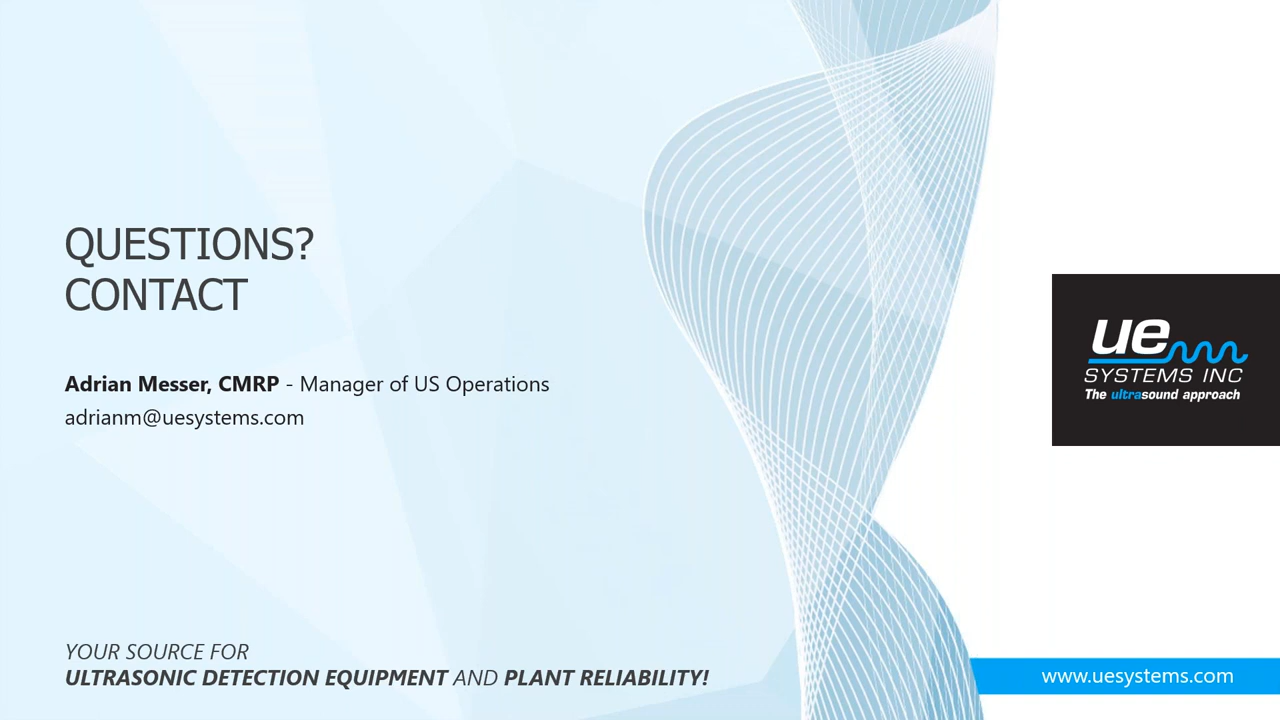 QUESTIONS?
CONTACT
Adrian Messer, CMRP - Manager of US Operations
adrianm@uesystems.com
ue
SYSTEMS INC
The ultrasound approach
YOUR SOURCE FOR
ULTRASONIC DETECTION EQUIPMENT AND PLANT RELIABILITY!
www.uesystems.com